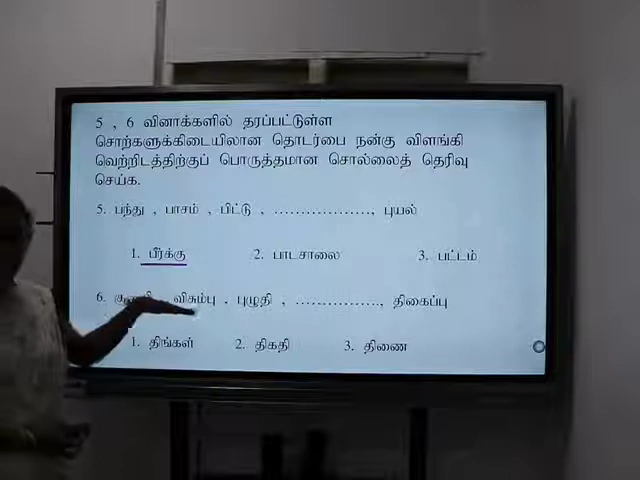 5 , 6 வினாக்களில் தரப்பட்டுள்ள
சொற்களுக்கிடையிலான தொடர்பை நன்கு விளங்கி
வெற்றிடத்திற்குப் பொருத்தமான சொல்லைத் தெரிவு
செய்க.
5. பந்து , பாசம் , பிட்டு , ................., புயல்
1. பீர்க்கு 2. பாடசாலை 3. பட்டம்
6. விசும்பு , புழுதி , ..............., திகைப்பு
1. திங்கள் 2. திகதி 3. திணை